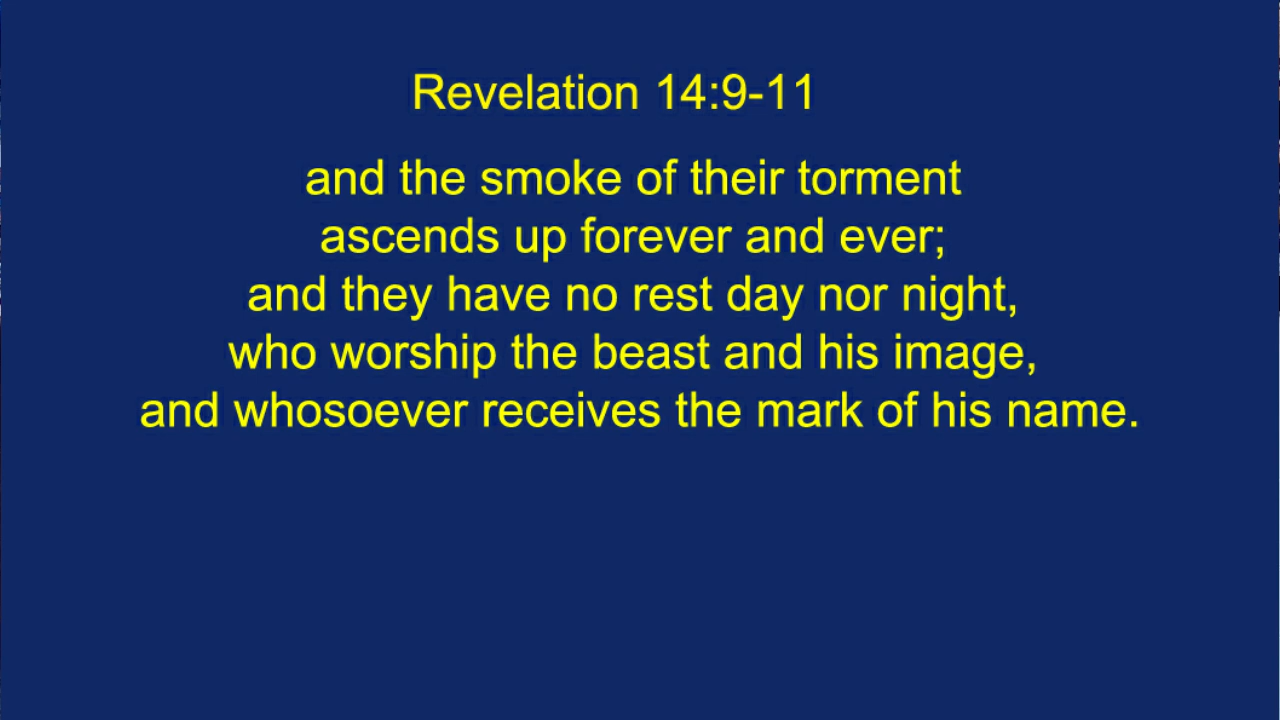 Revelation 14:9-11
and the smoke of their torment
ascends up forever and ever;
and they have no rest day nor night,
who worship the beast and his image,
and whosoever receives the mark of his name.